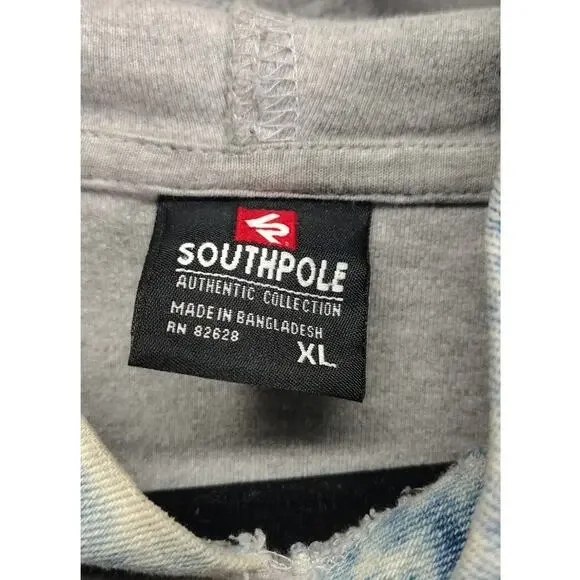 SOUTHPOLE
AUTHENTIC COLLECTION
MADE IN BANGLADESH
RN 82628
XL